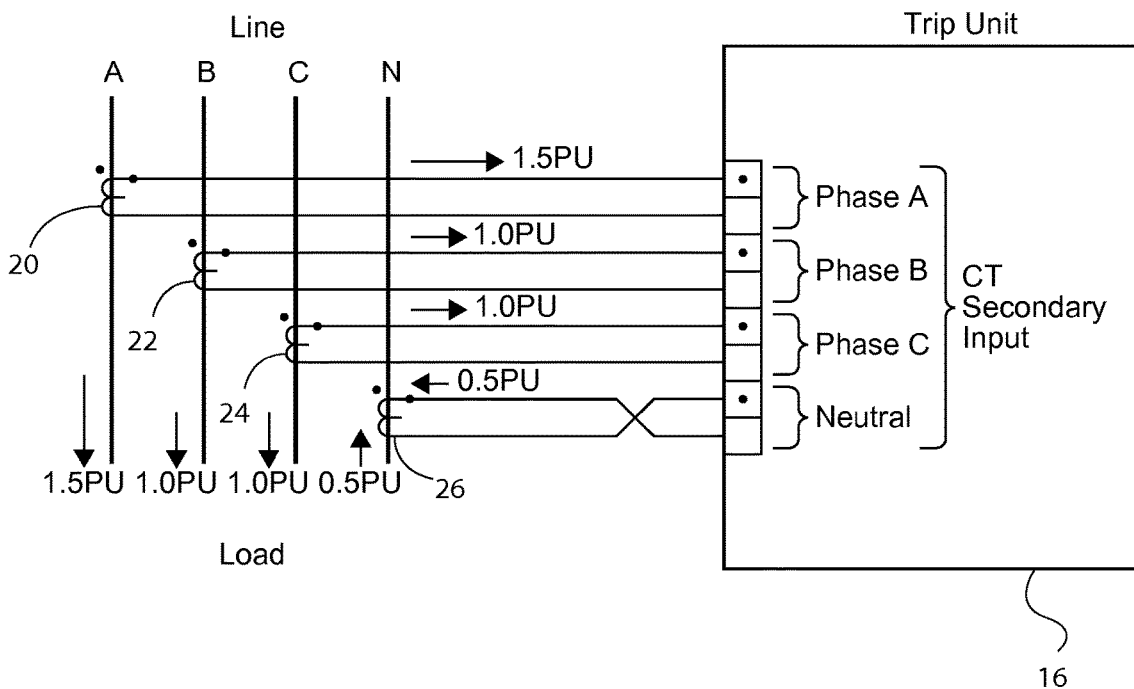 Line
Trip Unit
A B C N
1.5PU
Phase A
20
1.0PU
Phase B
CT
Secondary
Input
22
1.0PU
Phase C
24
0.5PU
Neutral
1.5PU 1.0PU 1.0PU 0.5PU
26
Load
16